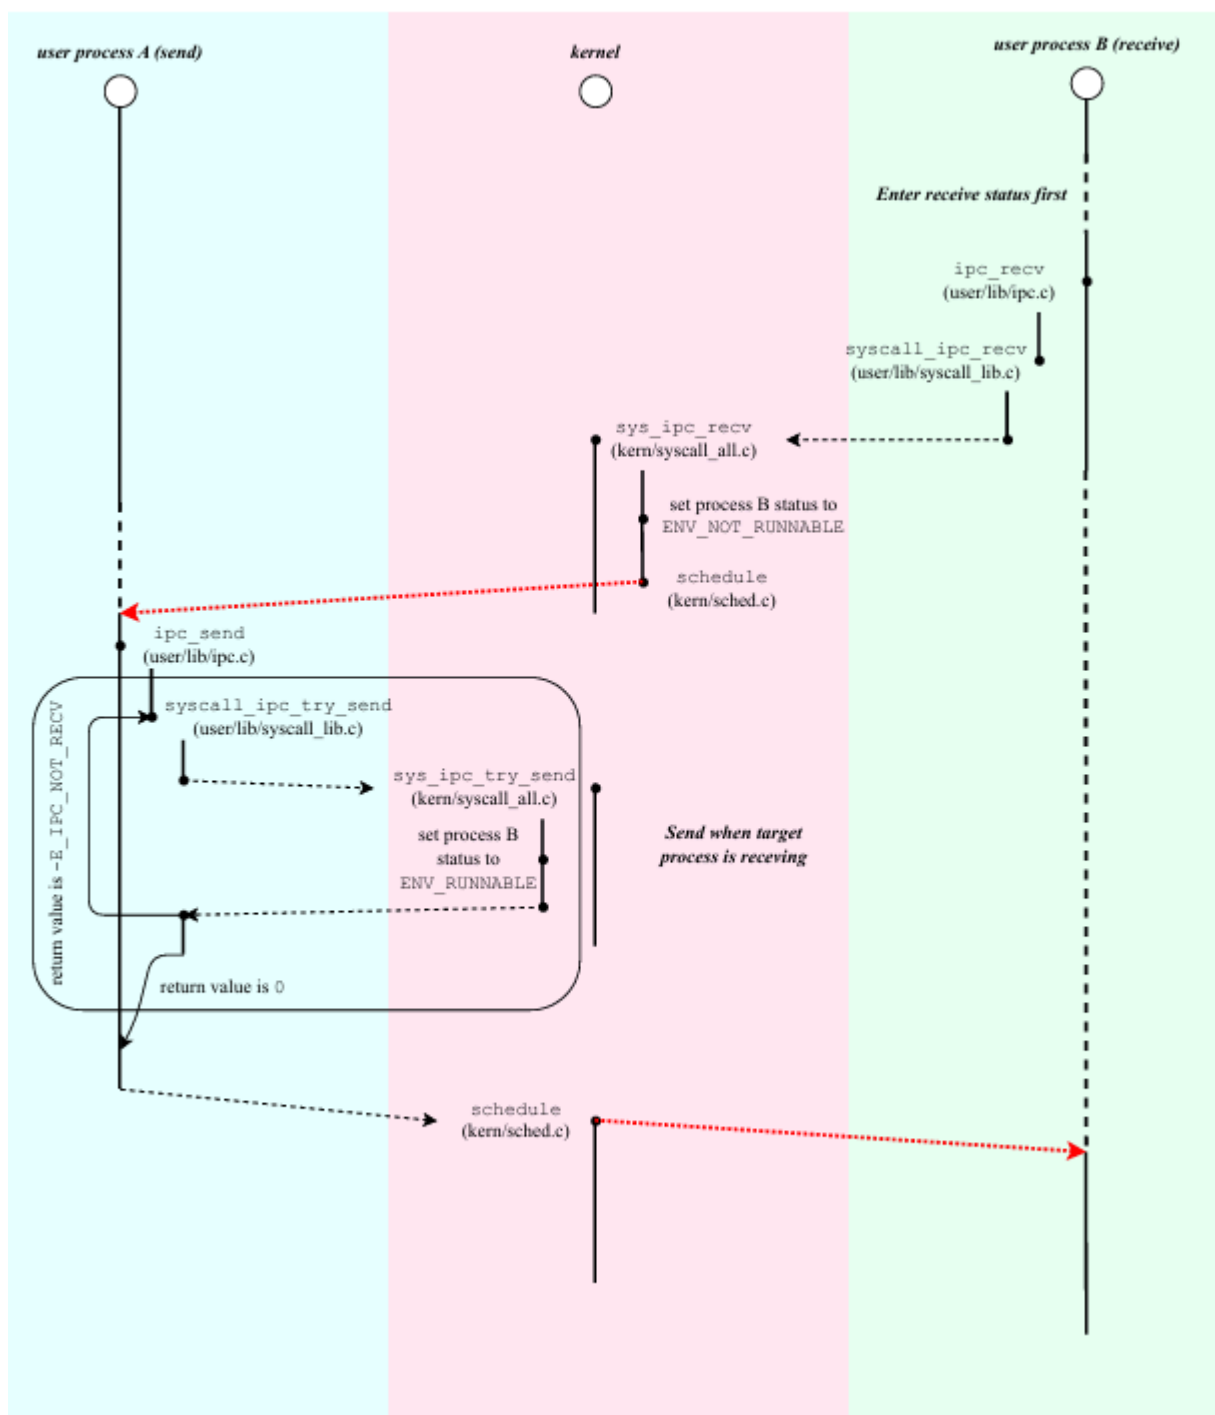 user process A (send)
kernel
user process B (receive)
Enter receive status first
ipc_recv
(user/lib/ipc.c)
syscall_ipc_recv
(user/lib/syscall_lib.c)
sys_ipc_recv
(kern/syscall_all.c)
set process B status to
ENV_NOT_RUNNABLE
schedule
(kern/sched.c)
ipc_send
(user/lib/ipc.c)
return value is -E_IPC_NOT_RECV
syscall_ipc_try_send
(user/lib/syscall_lib.c)
sys_ipc_try_send
(kern/syscall_all.c)
set process B
status to
ENV_RUNNABLE
Send when target
process is receving
return value is 0
schedule
(kern/sched.c)